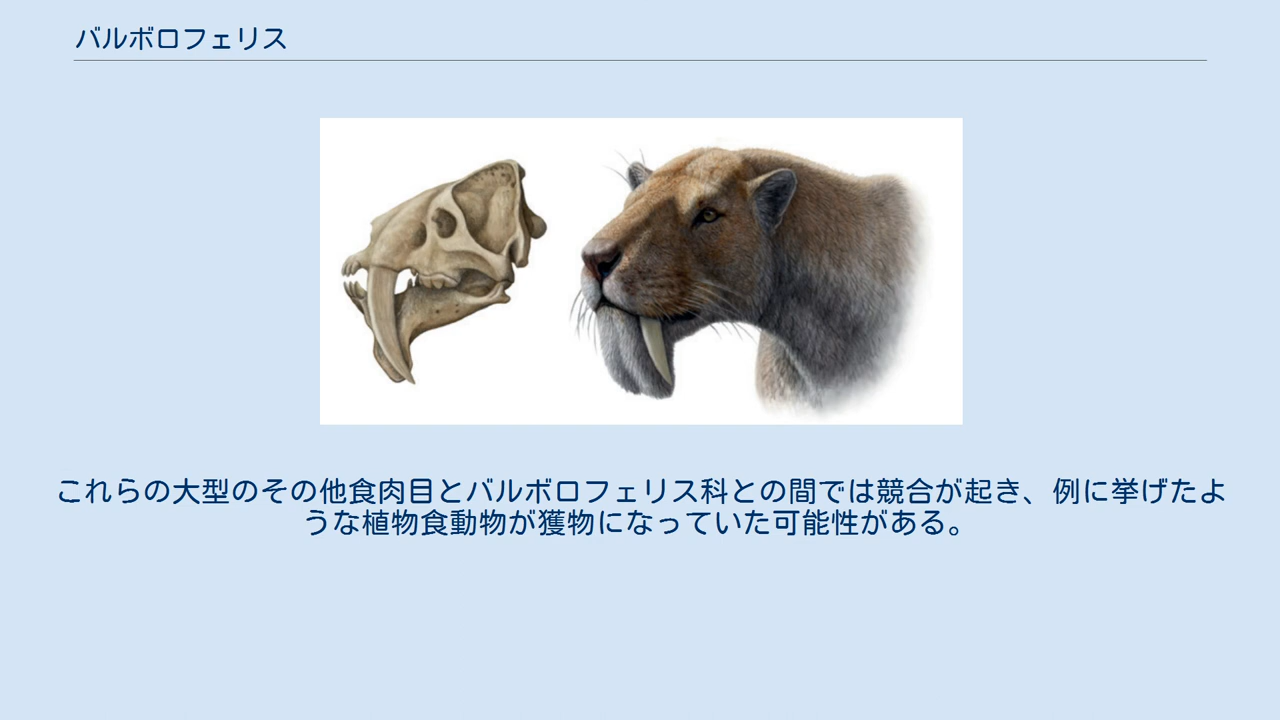 バルボロフェリス
これらの大型のその他食肉目とバルボロフェリス科との間では競合が起き、例に挙げたよ
うな植物食動物が獲物になっていた可能性がある。